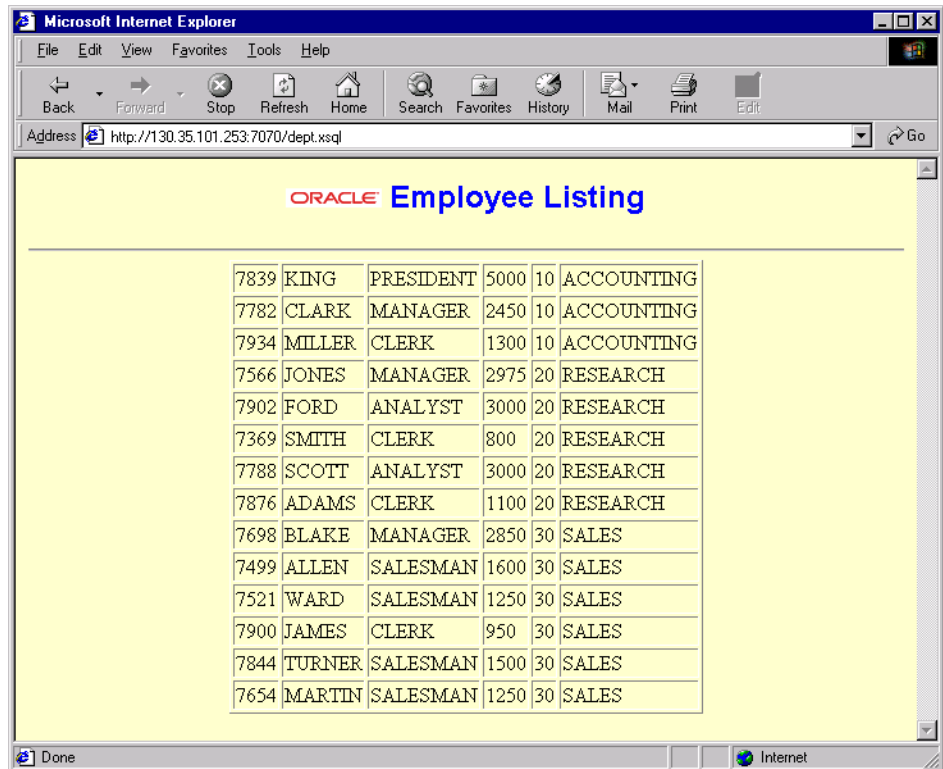 Microsoft Internet Explorer
File Edit View Favorites Tools Help
Back Forward Stop Refresh Home Search Favorites History Mail Print Edit
Address http://130.35.101.253:7070/dept.xsql Go
ORACLE Employee Listing
7839 KING PRESIDENT 5000 10 ACCOUNTING
7782 CLARK MANAGER 2450 10 ACCOUNTING
7934 MILLER CLERK 1300 10 ACCOUNTING
7566 JONES MANAGER 2975 20 RESEARCH
7902 FORD ANALYST 3000 20 RESEARCH
7369 SMITH CLERK 800 20 RESEARCH
7788 SCOTT ANALYST 3000 20 RESEARCH
7876 ADAMS CLERK 1100 20 RESEARCH
7698 BLAKE MANAGER 2850 30 SALES
7499 ALLEN SALESMAN 1600 30 SALES
7521 WARD SALESMAN 1250 30 SALES
7900 JAMES CLERK 950 30 SALES
7844 TURNER SALESMAN 1500 30 SALES
7654 MARTIN SALESMAN 1250 30 SALES
Done Internet